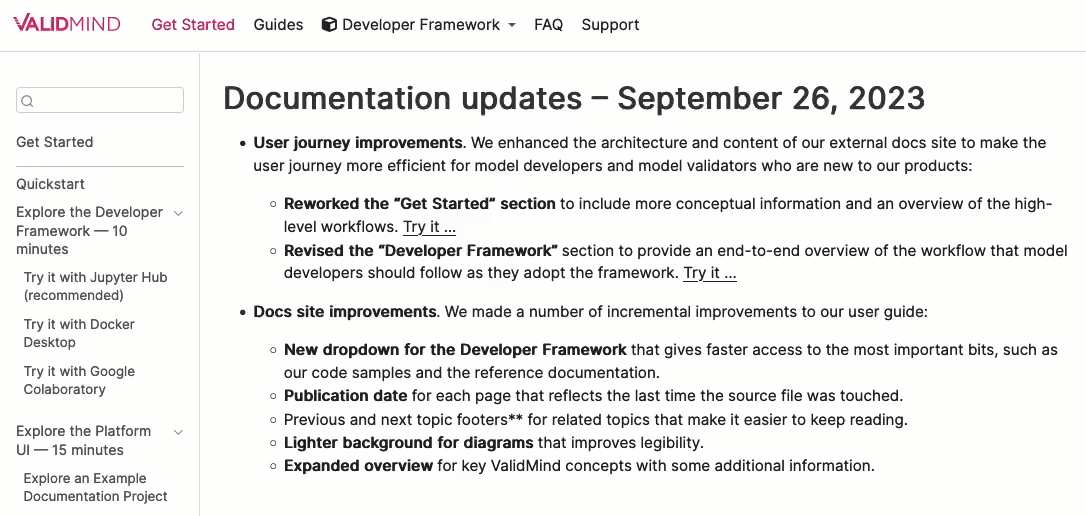 VALIDMIND Get Started Guides Developer Framework FAQ Support
Get Started
Quickstart
Explore the Developer
Framework — 10
minutes
Try it with Jupyter Hub
(recommended)
Try it with Docker
Desktop
Try it with Google
Colaboratory
Explore the Platform
UI — 15 minutes
Explore an Example
Documentation Project
Documentation updates – September 26, 2023
• User journey improvements. We enhanced the architecture and content of our external docs site to make the
user journey more efficient for model developers and model validators who are new to our products:
◦ Reworked the “Get Started” section to include more conceptual information and an overview of the high-
level workflows. Try it ...
◦ Revised the “Developer Framework” section to provide an end-to-end overview of the workflow that model
developers should follow as they adopt the framework. Try it ...
• Docs site improvements. We made a number of incremental improvements to our user guide:
◦ New dropdown for the Developer Framework that gives faster access to the most important bits, such as
our code samples and the reference documentation.
◦ Publication date for each page that reflects the last time the source file was touched.
◦ Previous and next topic footers** for related topics that make it easier to keep reading.
◦ Lighter background for diagrams that improves legibility.
◦ Expanded overview for key ValidMind concepts with some additional information.